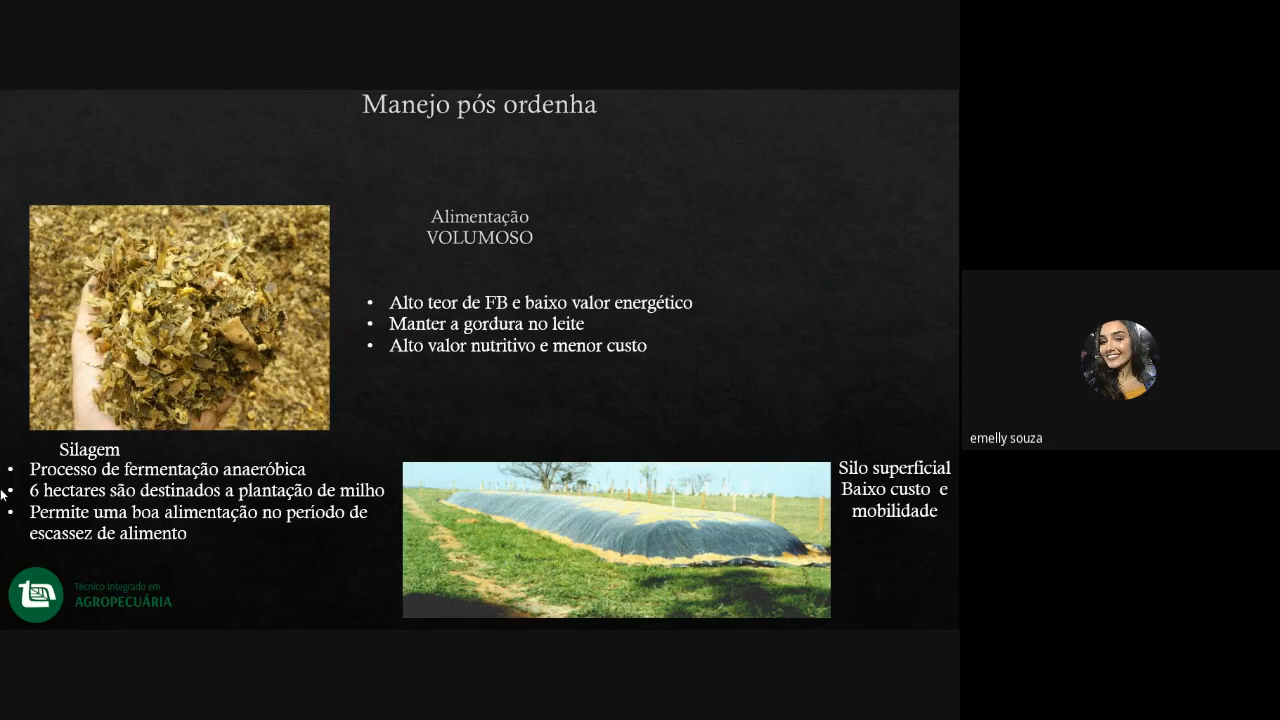 Manejo pós ordenha
Alimentação
VOLUMOSO
• Alto teor de FB e baixo valor energético
• Manter a gordura no leite
• Alto valor nutritivo e menor custo
Silagem
• Processo de fermentação anaeróbica
• 6 hectares são destinados a plantação de milho
• Permite uma boa alimentação no período de
escassez de alimento
Silo superficial
Baixo custo e
mobilidade
Técnico Integrado em
AGROPECUÁRIA
emelly souza